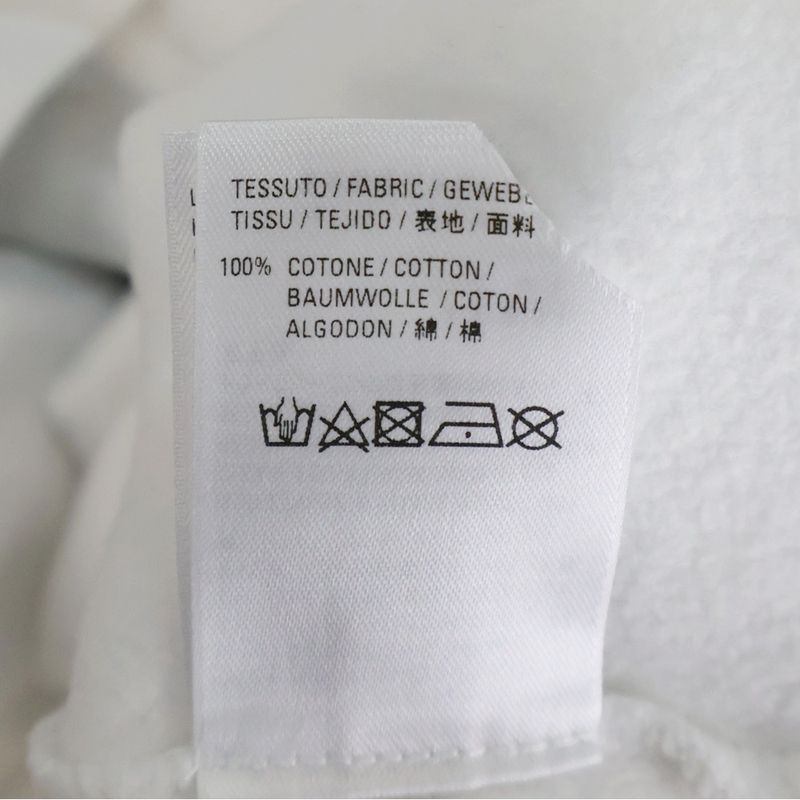 TESSUTO / FABRIC / GEWEBE
TISSU / TEJIDO / 表地 / 面料
100% COTONE / COTTON /
BAUMWOLLE / COTON /
ALGODON / 綿 / 棉